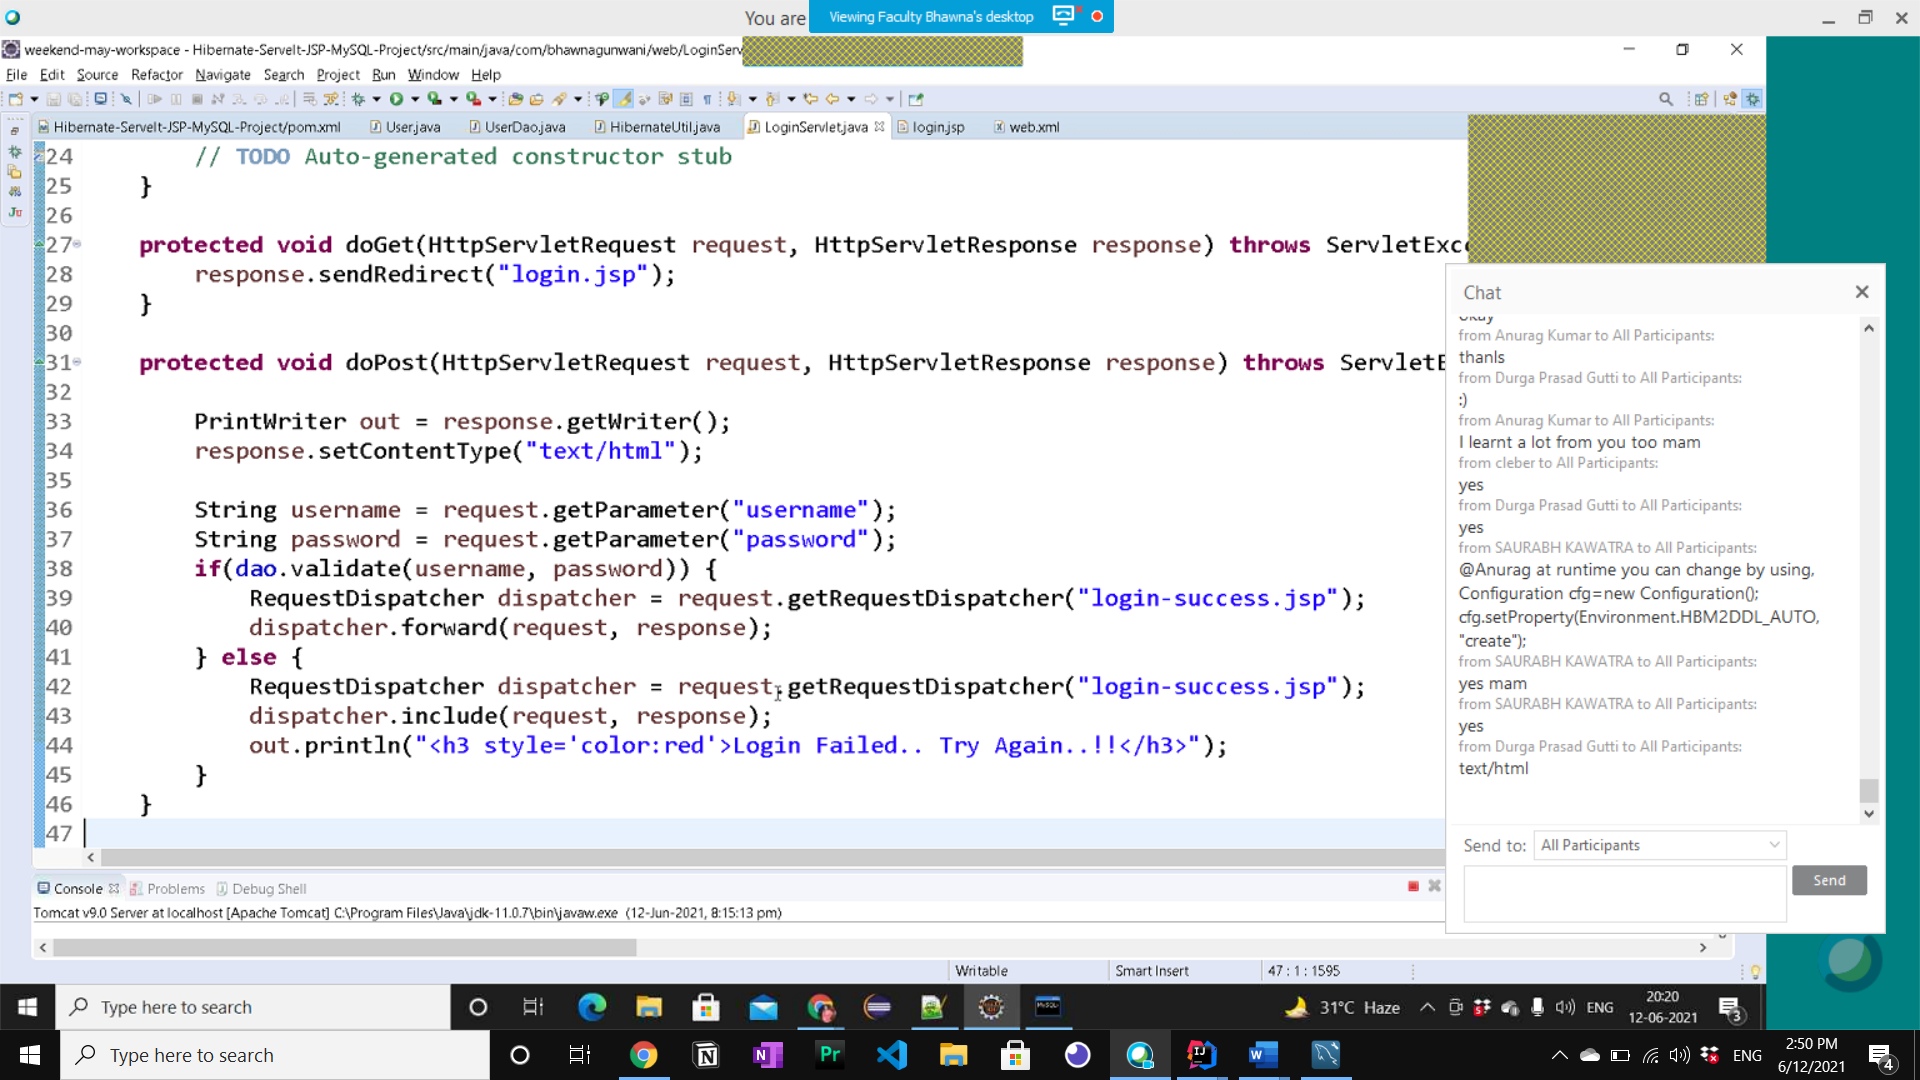 You are
Viewing Faculty Bhawna's desktop
weekend-may-workspace - Hibernate-Servelt-JSP-MySQL-Project/src/main/java/com/bhawnagunwani/web/LoginServ
File Edit Source Refactor Navigate Search Project Run Window Help
Hibernate-Servelt-JSP-MySQL-Project/pom.xml User.java UserDao.java HibernateUtil.java LoginServlet.java login.jsp web.xml
24 // TODO Auto-generated constructor stub
25 }
26
27 protected void doGet(HttpServletRequest request, HttpServletResponse response) throws ServletExce
28 response.sendRedirect("login.jsp");
29 }
30
31 protected void doPost(HttpServletRequest request, HttpServletResponse response) throws ServletE
32
33 PrintWriter out = response.getWriter();
34 response.setContentType("text/html");
35
36 String username = request.getParameter("username");
37 String password = request.getParameter("password");
38 if(dao.validate(username, password)) {
39 RequestDispatcher dispatcher = request.getRequestDispatcher("login-success.jsp");
40 dispatcher.forward(request, response);
41 } else {
42 RequestDispatcher dispatcher = request.getRequestDispatcher("login-success.jsp");
43 dispatcher.include(request, response);
44 out.println("<h3 style='color:red'>Login Failed.. Try Again..!!</h3>");
45 }
46 }
47
Chat
okay
from Anurag Kumar to All Participants:
thanls
from Durga Prasad Gutti to All Participants:
:)
from Anurag Kumar to All Participants:
I learnt a lot from you too mam
from cleber to All Participants:
yes
from Durga Prasad Gutti to All Participants:
yes
from SAURABH KAWATRA to All Participants:
@Anurag at runtime you can change by using,
Configuration cfg=new Configuration();
cfg.setProperty(Environment.HBM2DDL_AUTO,
"create");
from SAURABH KAWATRA to All Participants:
yes mam
from SAURABH KAWATRA to All Participants:
yes
from Durga Prasad Gutti to All Participants:
text/html
Send to: All Participants
Send
Console Problems Debug Shell
Tomcat v9.0 Server at localhost [Apache Tomcat] C:\Program Files\Java\jdk-11.0.7\bin\javaw.exe (12-Jun-2021, 8:15:13 pm)
Writable Smart Insert 47 : 1 : 1595
Type here to search
31°C Haze
ENG
20:20
12-06-2021
3
Type here to search
ENG
2:50 PM
6/12/2021
4